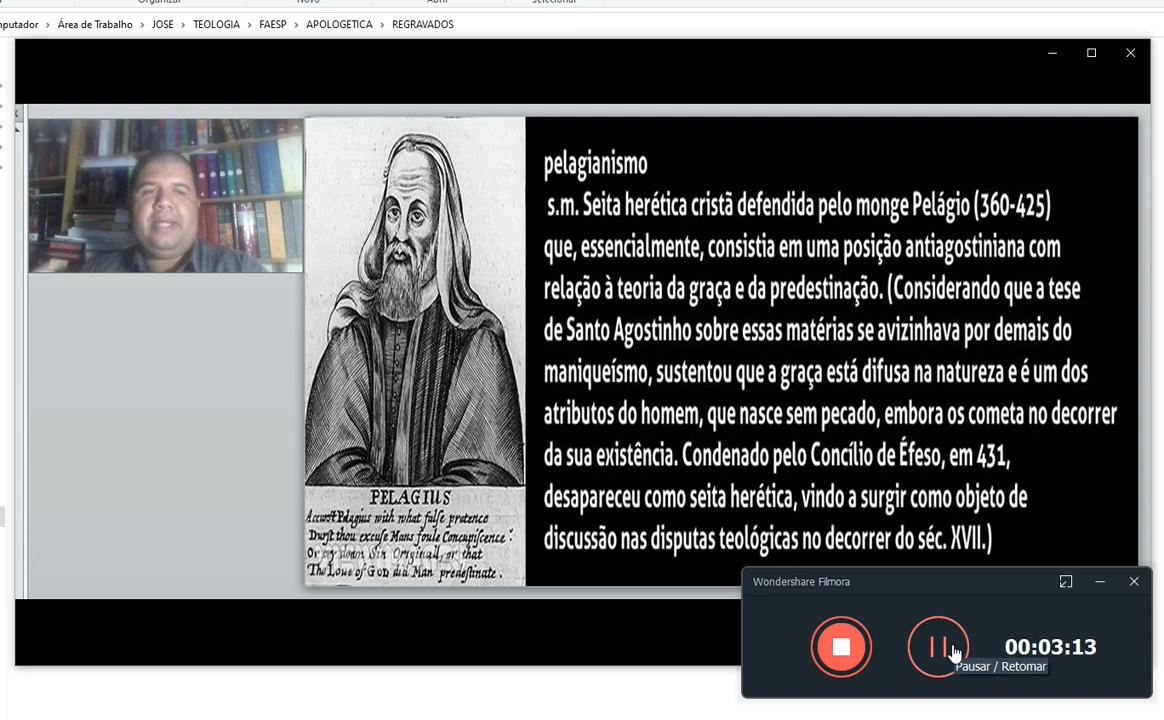 Computador > Área de Trabalho > JOSE > TEOLOGIA > FAESP > APOLOGETICA > REGRAVADOS
pelagianismo
s.m. Seita herética cristã defendida pelo monge Pelágio (360-425)
que, essencialmente, consistia em uma posição antiagostiniana com
relação à teoria da graça e da predestinação. (Considerando que a tese
de Santo Agostinho sobre essas matérias se avizinhava por demais do
maniqueísmo, sustentou que a graça está difusa na natureza e é um dos
atributos do homem, que nasce sem pecado, embora os cometa no decorrer
da sua existência. Condenado pelo Concílio de Éfeso, em 431,
desapareceu como seita herética, vindo a surgir como objeto de
discussão nas disputas teológicas no decorrer do séc. XVII.)
PELAGIUS
Accurst Pelagius with what false pretence
Durst thou excuse Mans foule Concupiscence
Or cry down Sin Originall, or that
The Love of GOD did Man predestinate.
Wondershare Filmora
00:03:13
Pausar / Retomar